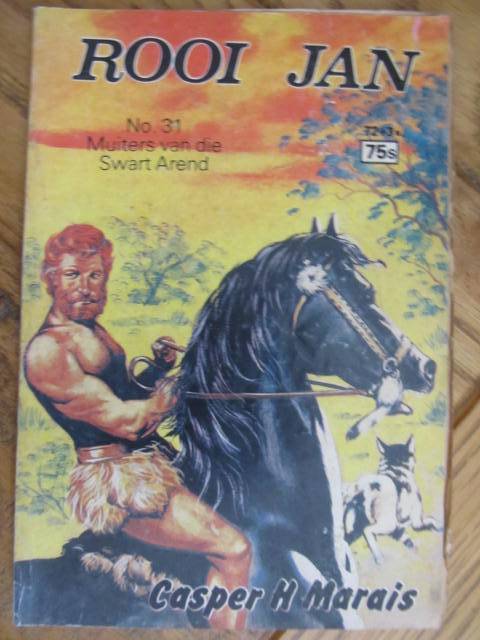 ROOI JAN
No. 31
Muiters van die
Swart Arend
75s
Casper H Marais